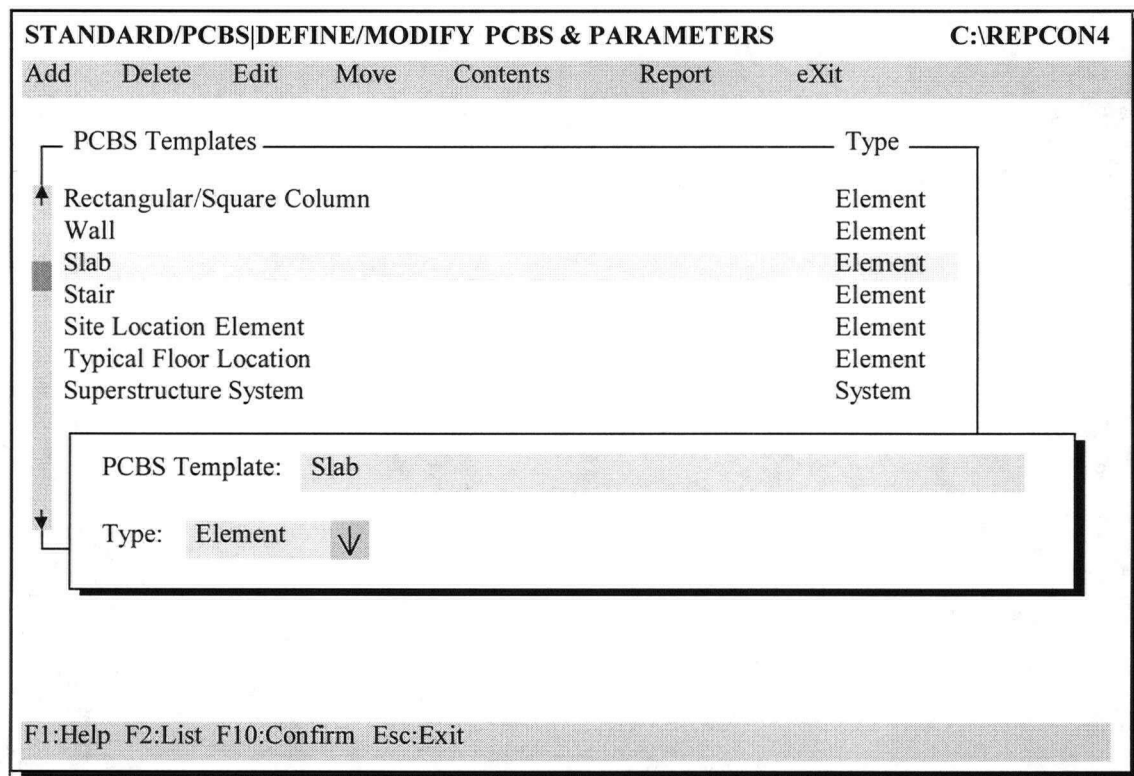 STANDARD/PCBS|DEFINE/MODIFY PCBS & PARAMETERS C:\REPCON4
Add Delete Edit Move Contents Report eXit
PCBS Templates Type
Rectangular/Square Column Element
Wall Element
Slab Element
Stair Element
Site Location Element Element
Typical Floor Location Element
Superstructure System System
PCBS Template: Slab
Type: Element
F1:Help F2:List F10:Confirm Esc:Exit